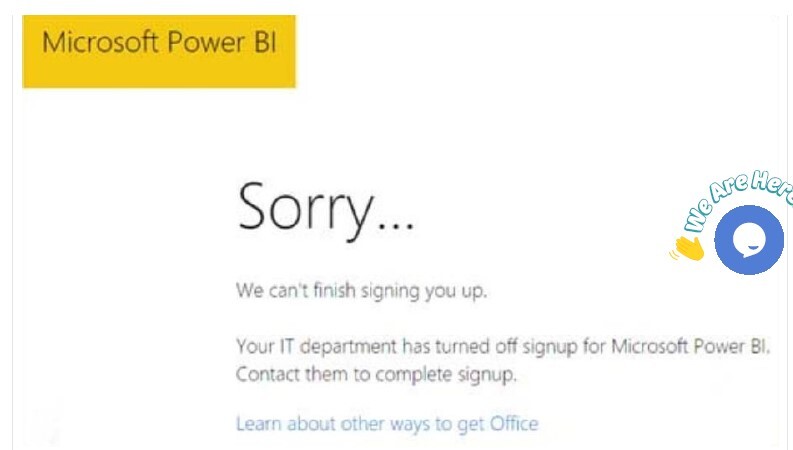 Microsoft Power BI
We Are Here
Sorry...
We can't finish signing you up.
Your IT department has turned off signup for Microsoft Power BI.
Contact them to complete signup.
Learn about other ways to get Office